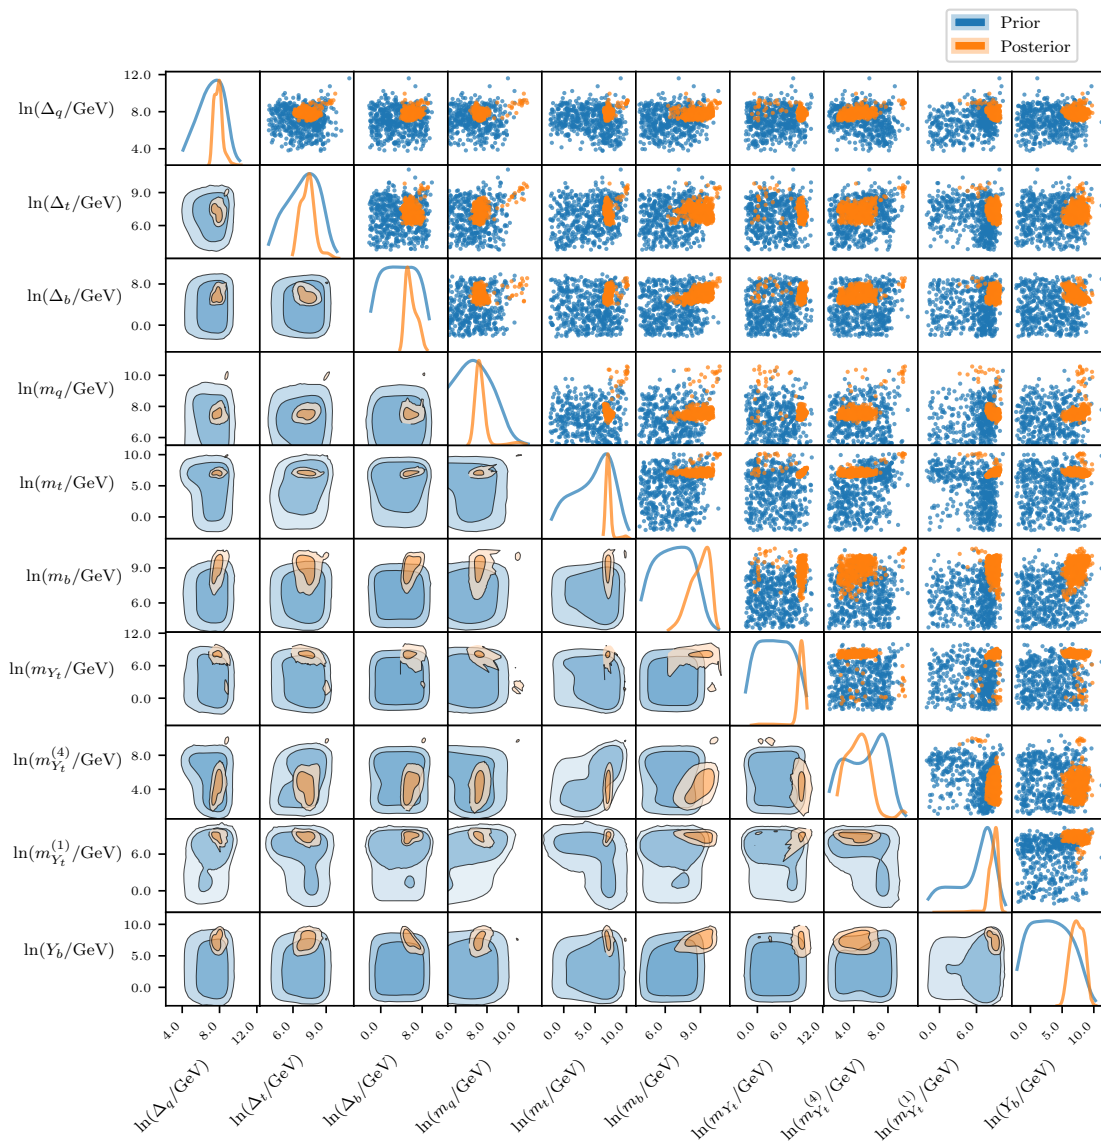 Prior
Posterior
12.0
ln(Δ_q/GeV)
8.0
4.0
ln(Δ_t/GeV)
9.0
6.0
ln(Δ_b/GeV)
8.0
0.0
ln(m_q/GeV)
10.0
8.0
6.0
ln(m_t/GeV)
10.0
5.0
0.0
ln(m_b/GeV)
9.0
6.0
12.0
ln(m_{Y_t}/GeV)
6.0
0.0
ln(m_{Y_t}^{(4)}/GeV)
8.0
4.0
ln(m_{Y_t}^{(1)}/GeV)
6.0
0.0
ln(Y_b/GeV)
10.0
5.0
0.0
4.0 8.0 12.0 6.0 9.0 0.0 8.0 6.0 8.0 10.0 0.0 5.0 10.0 6.0 9.0 0.0 6.0 12.0 4.0 8.0 0.0 6.0 0.0 5.0 10.0
ln(Δ_q/GeV) ln(Δ_t/GeV) ln(Δ_b/GeV) ln(m_q/GeV) ln(m_t/GeV) ln(m_b/GeV) ln(m_{Y_t}/GeV) ln(m_{Y_t}^{(4)}/GeV) ln(m_{Y_t}^{(1)}/GeV) ln(Y_b/GeV)